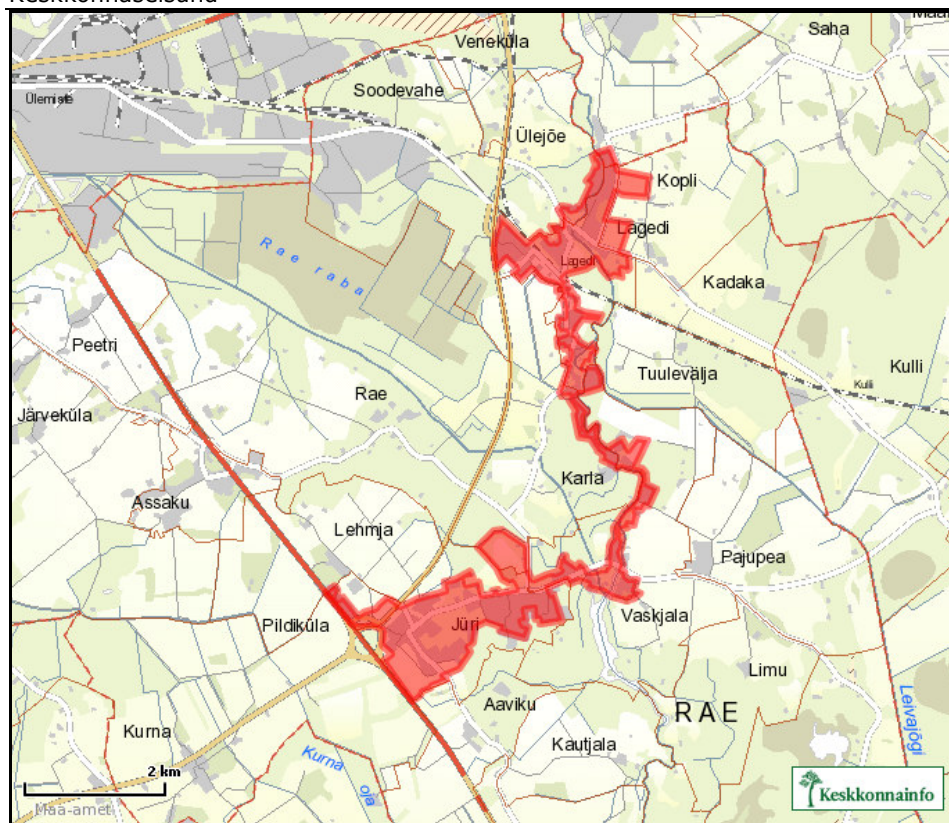 Keskkonnaseisund
Veneküla
Saha
Ülemiste
Soodevahe
Ülejõe
Kopli
Lagedi
Lagedi
Rae raba
Kadaka
Peetri
Tuulevälja
Kulli
Kulli
Järveküla
Rae
Karla
Assaku
Lehmja
Pajupea
Pildiküla
Jüri
Vaskjala
Limu
Aaviku
RAE
Leivajõgi
Kurna
Kautjala
Kurna oja
2 km
Maa-amet
Keskkonnainfo